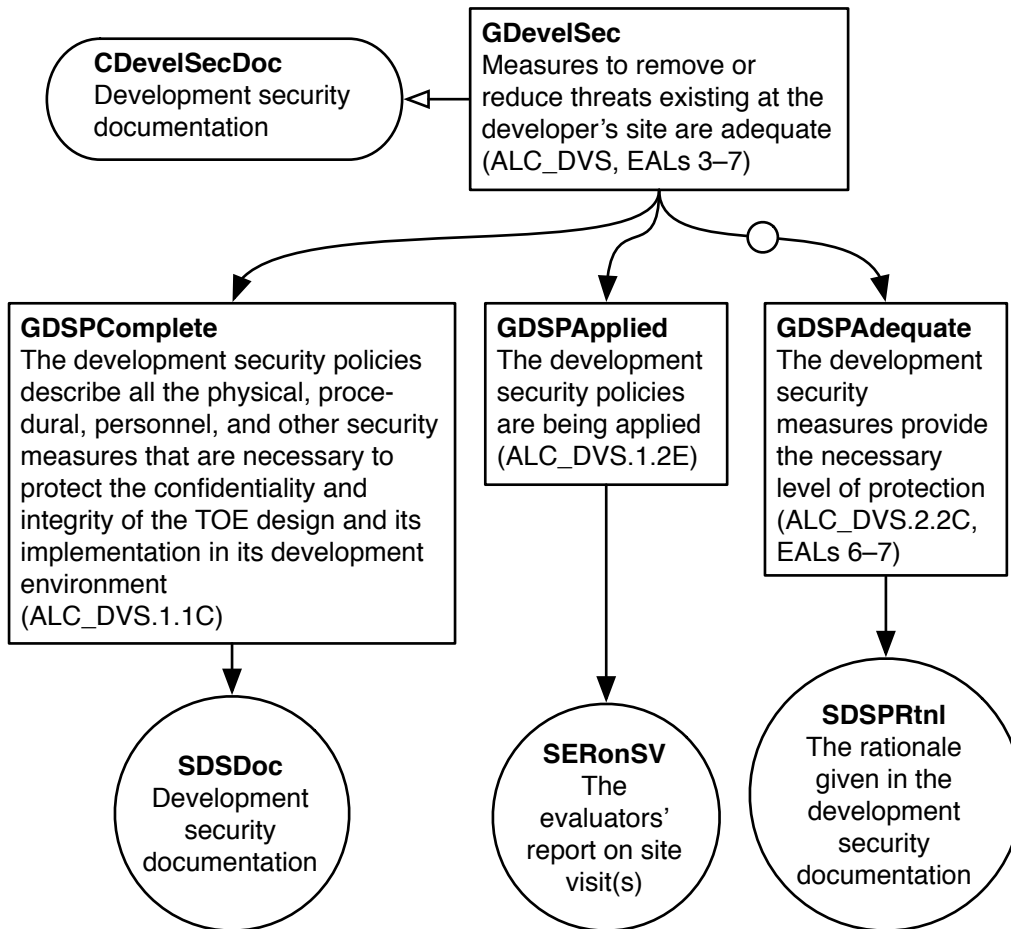 CDevelSecDoc
Development security
documentation
GDevelSec
Measures to remove or
reduce threats existing at the
developer’s site are adequate
(ALC_DVS, EALs 3–7)
GDSPComplete
The development security policies
describe all the physical, proce-
dural, personnel, and other security
measures that are necessary to
protect the confidentiality and
integrity of the TOE design and its
implementation in its development
environment
(ALC_DVS.1.1C)
GDSPApplied
The development
security policies
are being applied
(ALC_DVS.1.2E)
GDSPAdequate
The development
security
measures provide
the necessary
level of protection
(ALC_DVS.2.2C,
EALs 6–7)
SDSDoc
Development
security
documentation
SERonSV
The
evaluators’
report on site
visit(s)
SDSPRtnl
The rationale
given in the
development
security
documentation